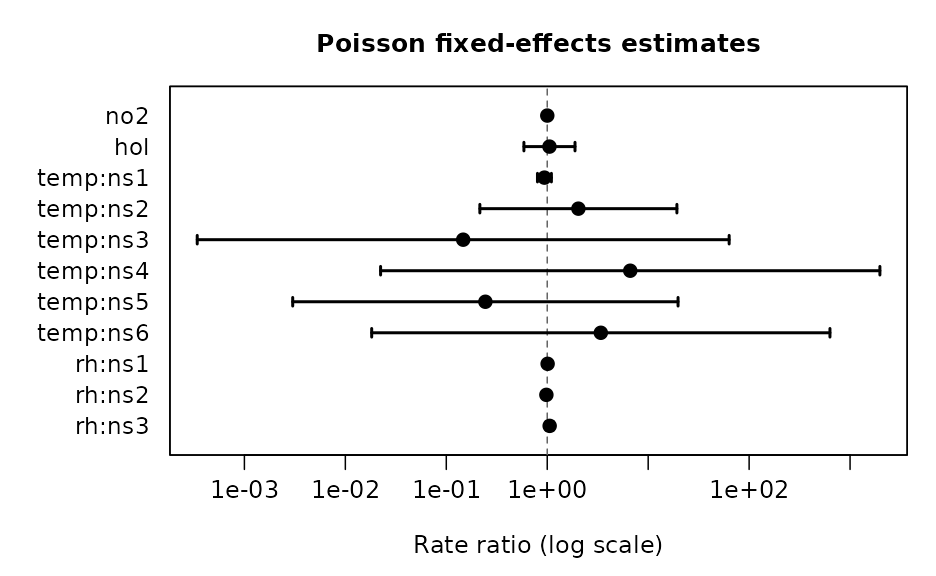 Poisson fixed-effects estimates
no2
hol
temp:ns1
temp:ns2
temp:ns3
temp:ns4
temp:ns5
temp:ns6
rh:ns1
rh:ns2
rh:ns3
1e-03 1e-02 1e-01 1e+00 1e+02
Rate ratio (log scale)